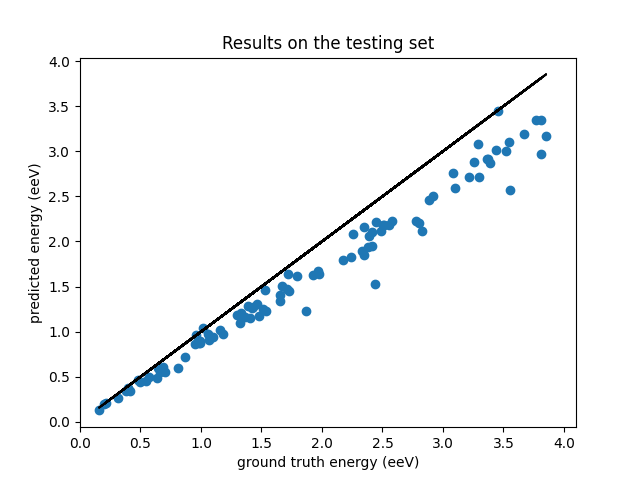 Results on the testing set
4.0
3.5
3.0
2.5
2.0
1.5
1.0
0.5
0.0
predicted energy (eeV)
0.0 0.5 1.0 1.5 2.0 2.5 3.0 3.5 4.0
ground truth energy (eeV)